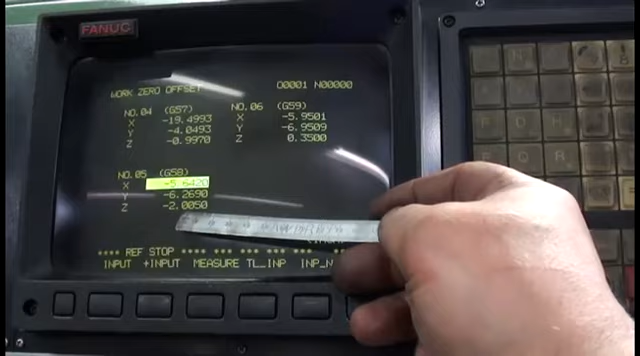 FANUC
WORK ZERO OFFSET O0001 N00000
NO.04 (G57) NO.06 (G59)
X -19.4993 X -5.9501
Y -4.0493 Y -6.9509
Z -0.9970 Z 0.3500
NO.05 (G58)
X -5.6420
Y -6.2690
Z -2.0050
**** REF STOP **** *** ***
INPUT +INPUT MEASURE TL_INP INP_